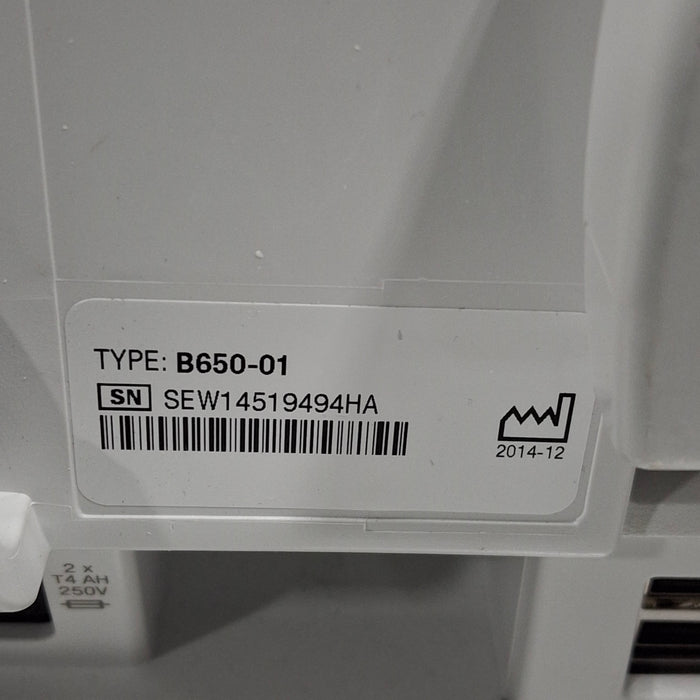 TYPE: B650-01
SN SEW14519494HA
2014-12
2 x
T4 AH
250V